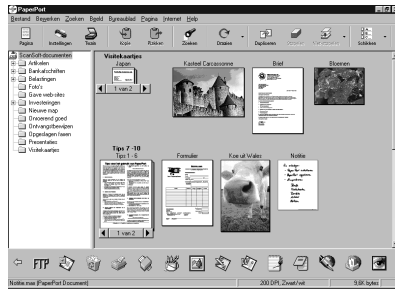 PaperPort
Bestand Bewerken Zoeken Beeld Bureaublad Pagina Internet Help
Pagina Instellingen Twain Kopie Plakken Zoeken Draaien Dupliceren Schikken
ScanSoft-documenten
Artikelen
Bankafschriften
Belastingen
Foto's
Gave web-sites
Investeringen
Nieuwe map
Onroerend goed
Ontvangstbewijzen
Opgeslagen faxen
Presentaties
Visitekaartjes
Visitekaartjes
Japan Kasteel Carcassonne Brief Bloemen
1 van 2
Tips 7 -10
Tips 1 - 6 Formulier Koe uit Wales Notitie
1 van 2
FTP
Notitie.max (PaperPort Document) 200 DPI, Zwart/wit 9,6K bytes